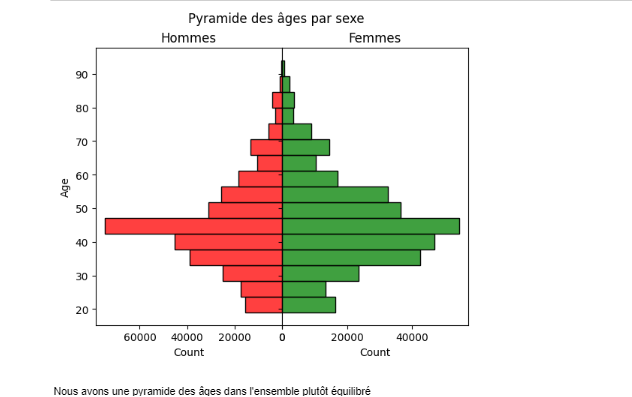 Pyramide des âges par sexe
Hommes Femmes
90
80
70
60
50
40
30
20
Age
60000 40000 20000 0 0 20000 40000
Count Count
Nous avons une pyramide des âges dans l'ensemble plutôt équilibré